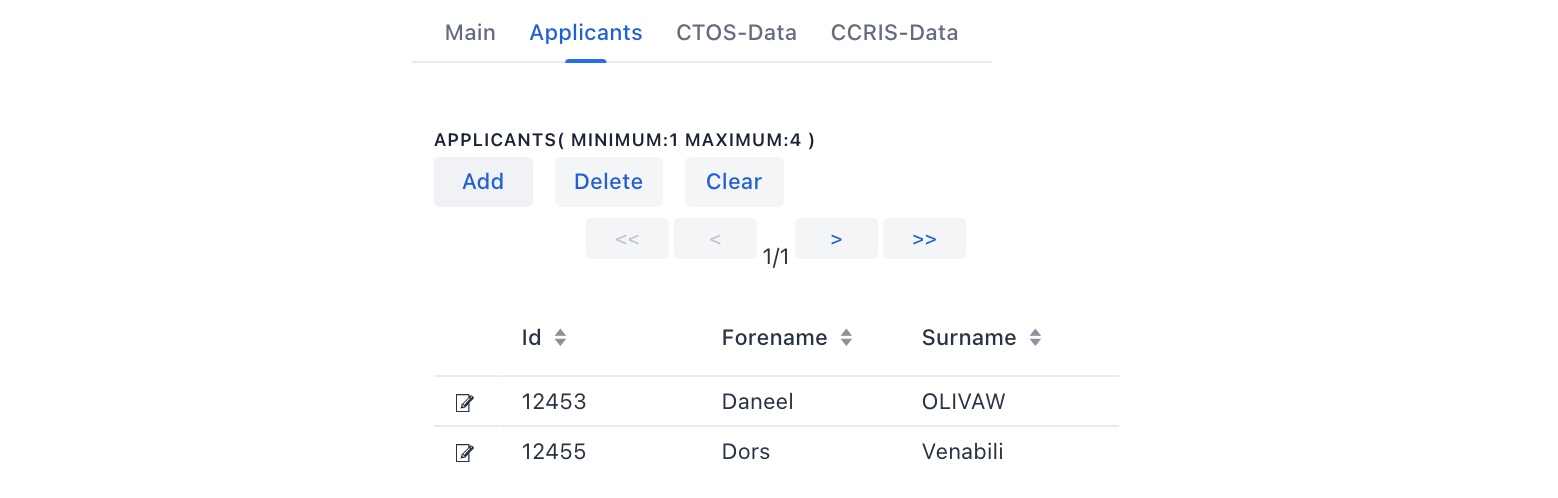 Main Applicants CTOS-Data CCRIS-Data
APPLICANTS( MINIMUM:1 MAXIMUM:4 )
Add Delete Clear
<< < 1/1 > >>
Id Forename Surname
12453 Daneel OLIVAW
12455 Dors Venabili